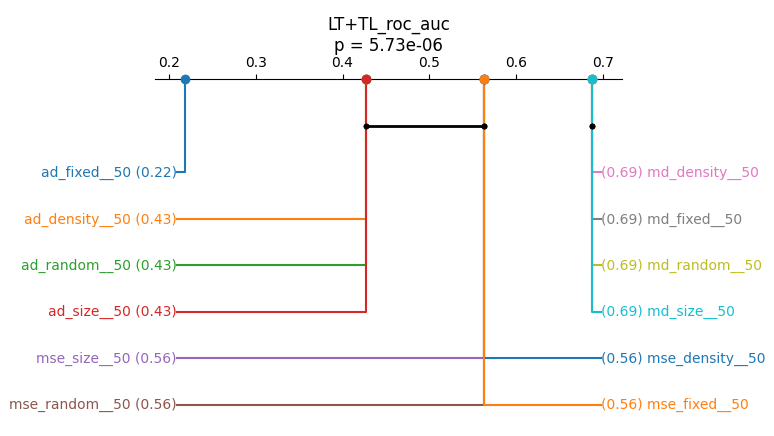 LT+TL_roc_auc
p = 5.73e-06
0.2 0.3 0.4 0.5 0.6 0.7
ad_fixed__50 (0.22) (0.69) md_density__50
ad_density__50 (0.43) (0.69) md_fixed__50
ad_random__50 (0.43) (0.69) md_random__50
ad_size__50 (0.43) (0.69) md_size__50
mse_size__50 (0.56) (0.56) mse_density__50
mse_random__50 (0.56) (0.56) mse_fixed__50